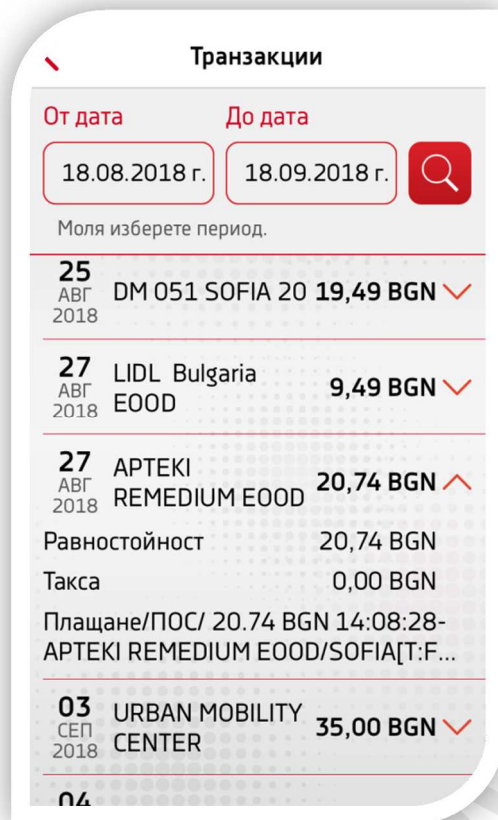 Транзакции
От дата До дата
18.08.2018 г. 18.09.2018 г.
Моля изберете период.
25
АВГ
2018
DM 051 SOFIA 20 19,49 BGN
27
АВГ
2018
LIDL Bulgaria
EOOD
9,49 BGN
27
АВГ
2018
APTEKI
REMEDIUM EOOD
20,74 BGN
Равностойност 20,74 BGN
Такса 0,00 BGN
Плащане/ПОС/ 20.74 BGN 14:08:28-
APTEKI REMEDIUM EOOD/SOFIA[T:F...
03
СЕП
2018
URBAN MOBILITY
CENTER
35,00 BGN
04